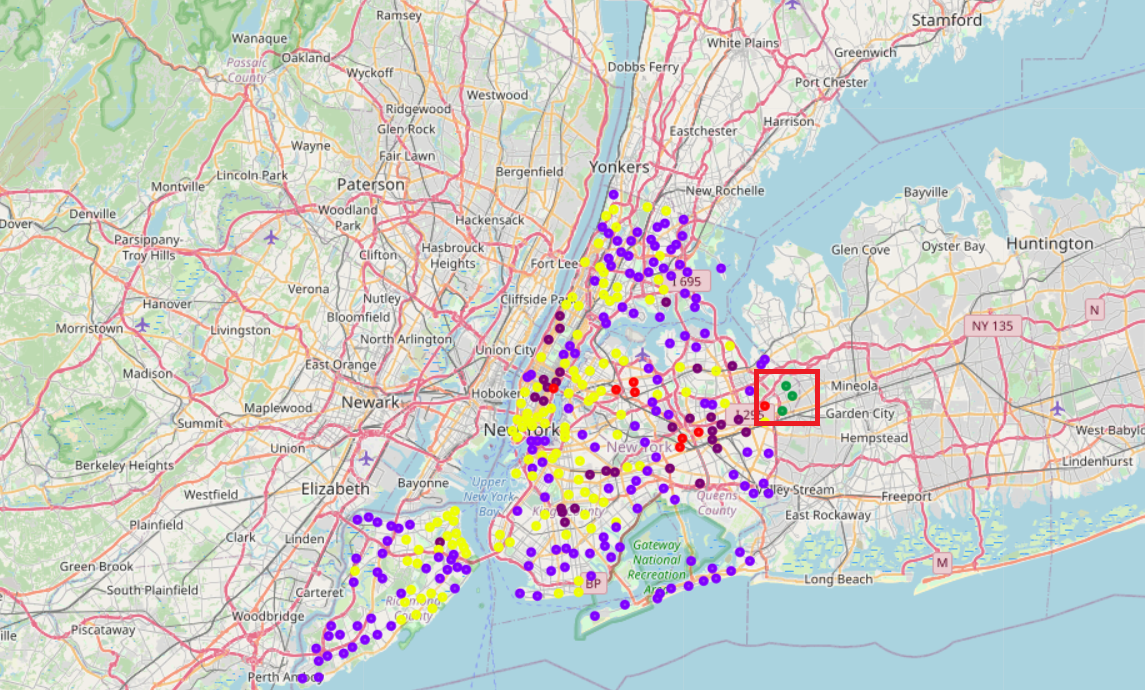 Ramsey
Stamford
Wanaque
Oakland
White Plains
Greenwich
Passaic
County
Wyckoff
Dobbs Ferry
Port Chester
Westwood
Ridgewood
Harrison
Glen Rock
Eastchester
Wayne
Fair Lawn
Yonkers
Lincoln Park
Bergenfield
Montville
Paterson
New Rochelle
Bayville
Denville
Woodland
Park
Hackensack
Dover
Parsippany-
Troy Hills
Clifton
Hasbrouck
Heights
Fort Lee
Glen Cove
Oyster Bay
Huntington
I 695
Verona
Nutley
Cliffside Pa
Hanover
N
Bloomfield
Morristown
Livingston
NY 135
North Arlington
Union City
East Orange
Madison
Mineola
Newark
Hoboke
Maplewood
Garden City
I 295
Summit
New York
West Babylo
Union
New York
Hempstead
Berkeley Heights
Lindenhurst
Elizabeth
Bayonne
Upper
New York
Bay
Kings County
Queens
County
lley Stream
Freeport
Westfield
East Rockaway
Plainfield
Clark
Linden
Gateway
National
Recreation
Green Brook
M
Long Beach
BP
South Plainfield
Carteret
Richmond
County
Woodbridge
Piscataway
Perth Amboy